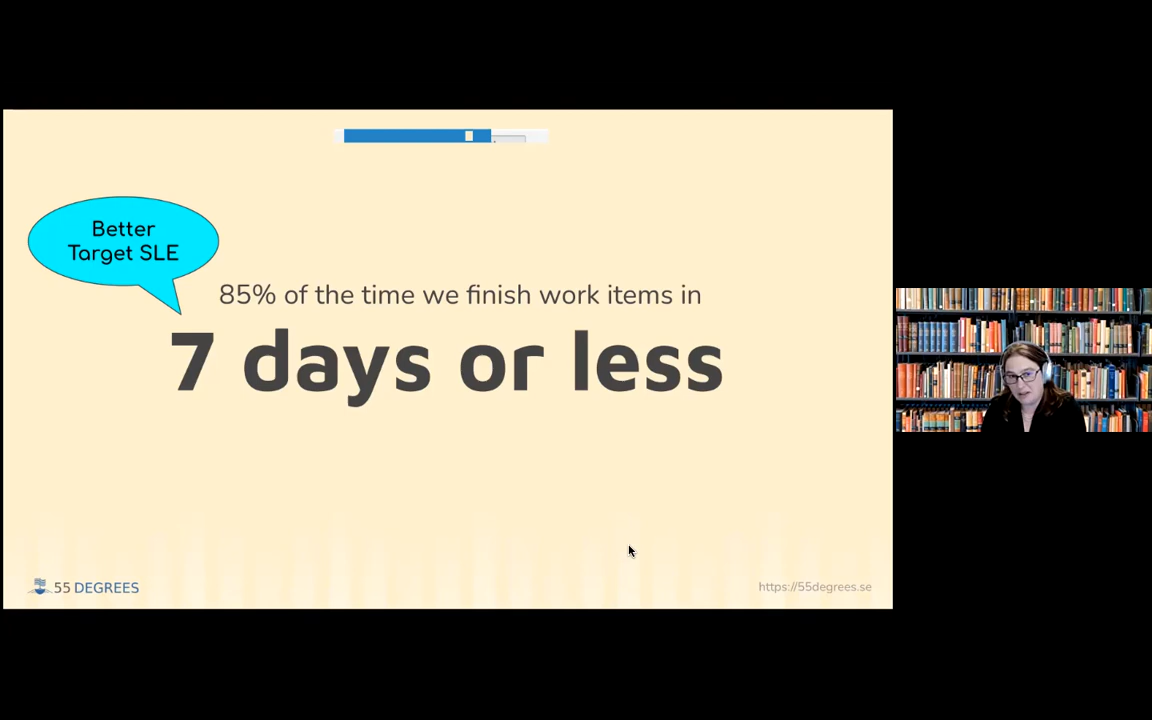 Better
Target SLE
85% of the time we finish work items in
7 days or less
55 DEGREES
https://55degrees.se